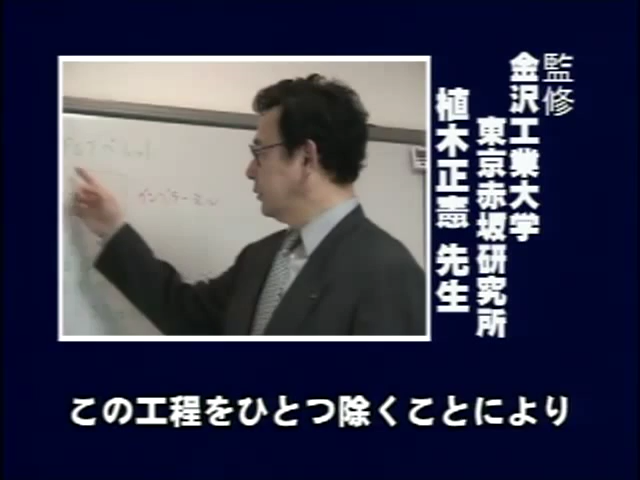 監修
金沢工業大学
東京赤坂研究所
植木正憲 先生
この工程をひとつ除くことにより